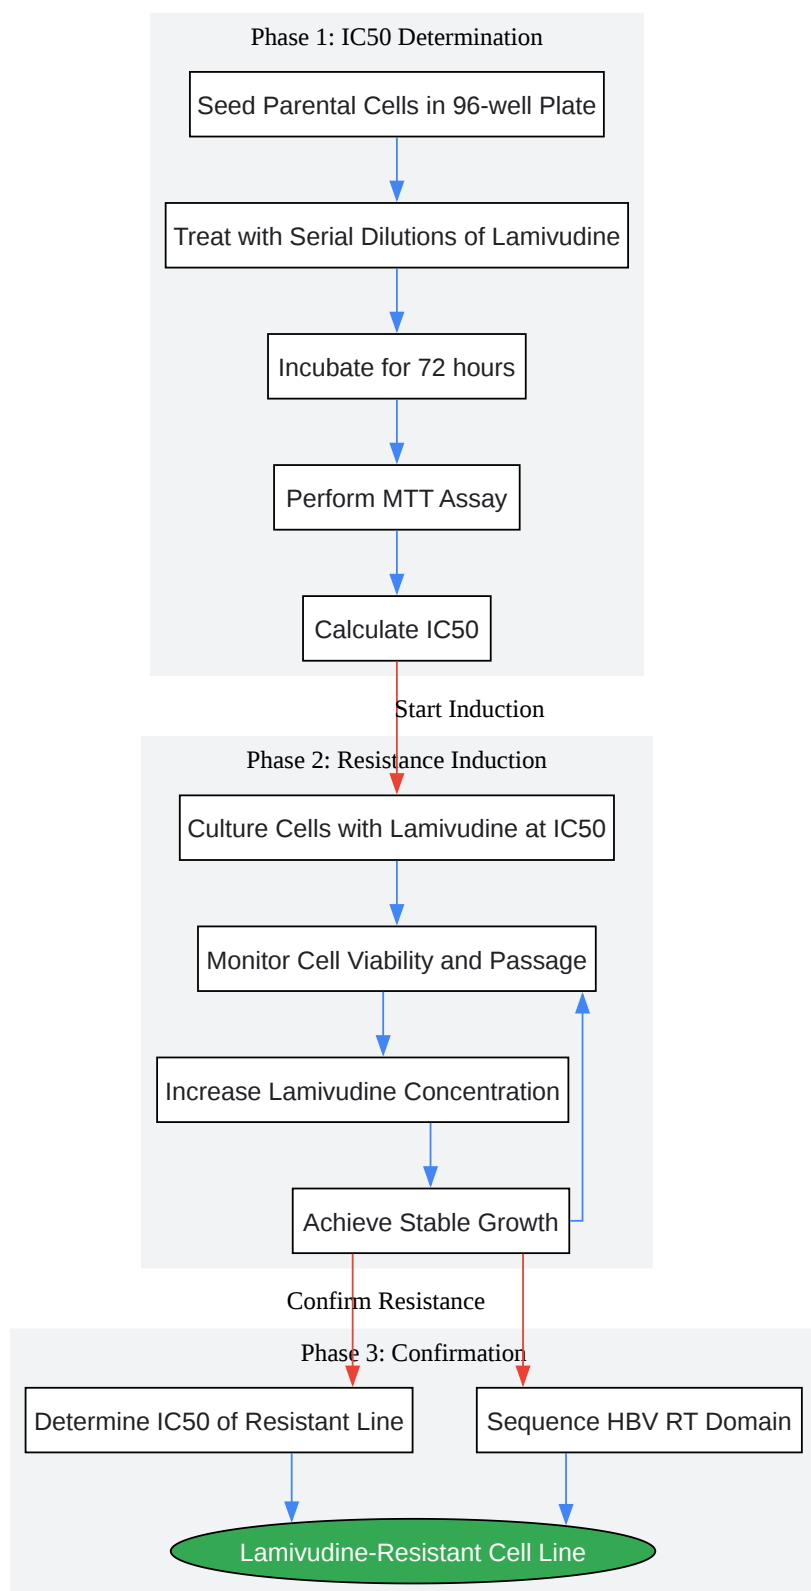 Phase 1: IC50 Determination
Seed Parental Cells in 96-well Plate
Treat with Serial Dilutions of Lamivudine
Incubate for 72 hours
Perform MTT Assay
Calculate IC50
Start Induction
Phase 2: Resistance Induction
Culture Cells with Lamivudine at IC50
Monitor Cell Viability and Passage
Increase Lamivudine Concentration
Achieve Stable Growth
Confirm Resistance
Phase 3: Confirmation
Determine IC50 of Resistant Line
Sequence HBV RT Domain
Lamivudine-Resistant Cell Line